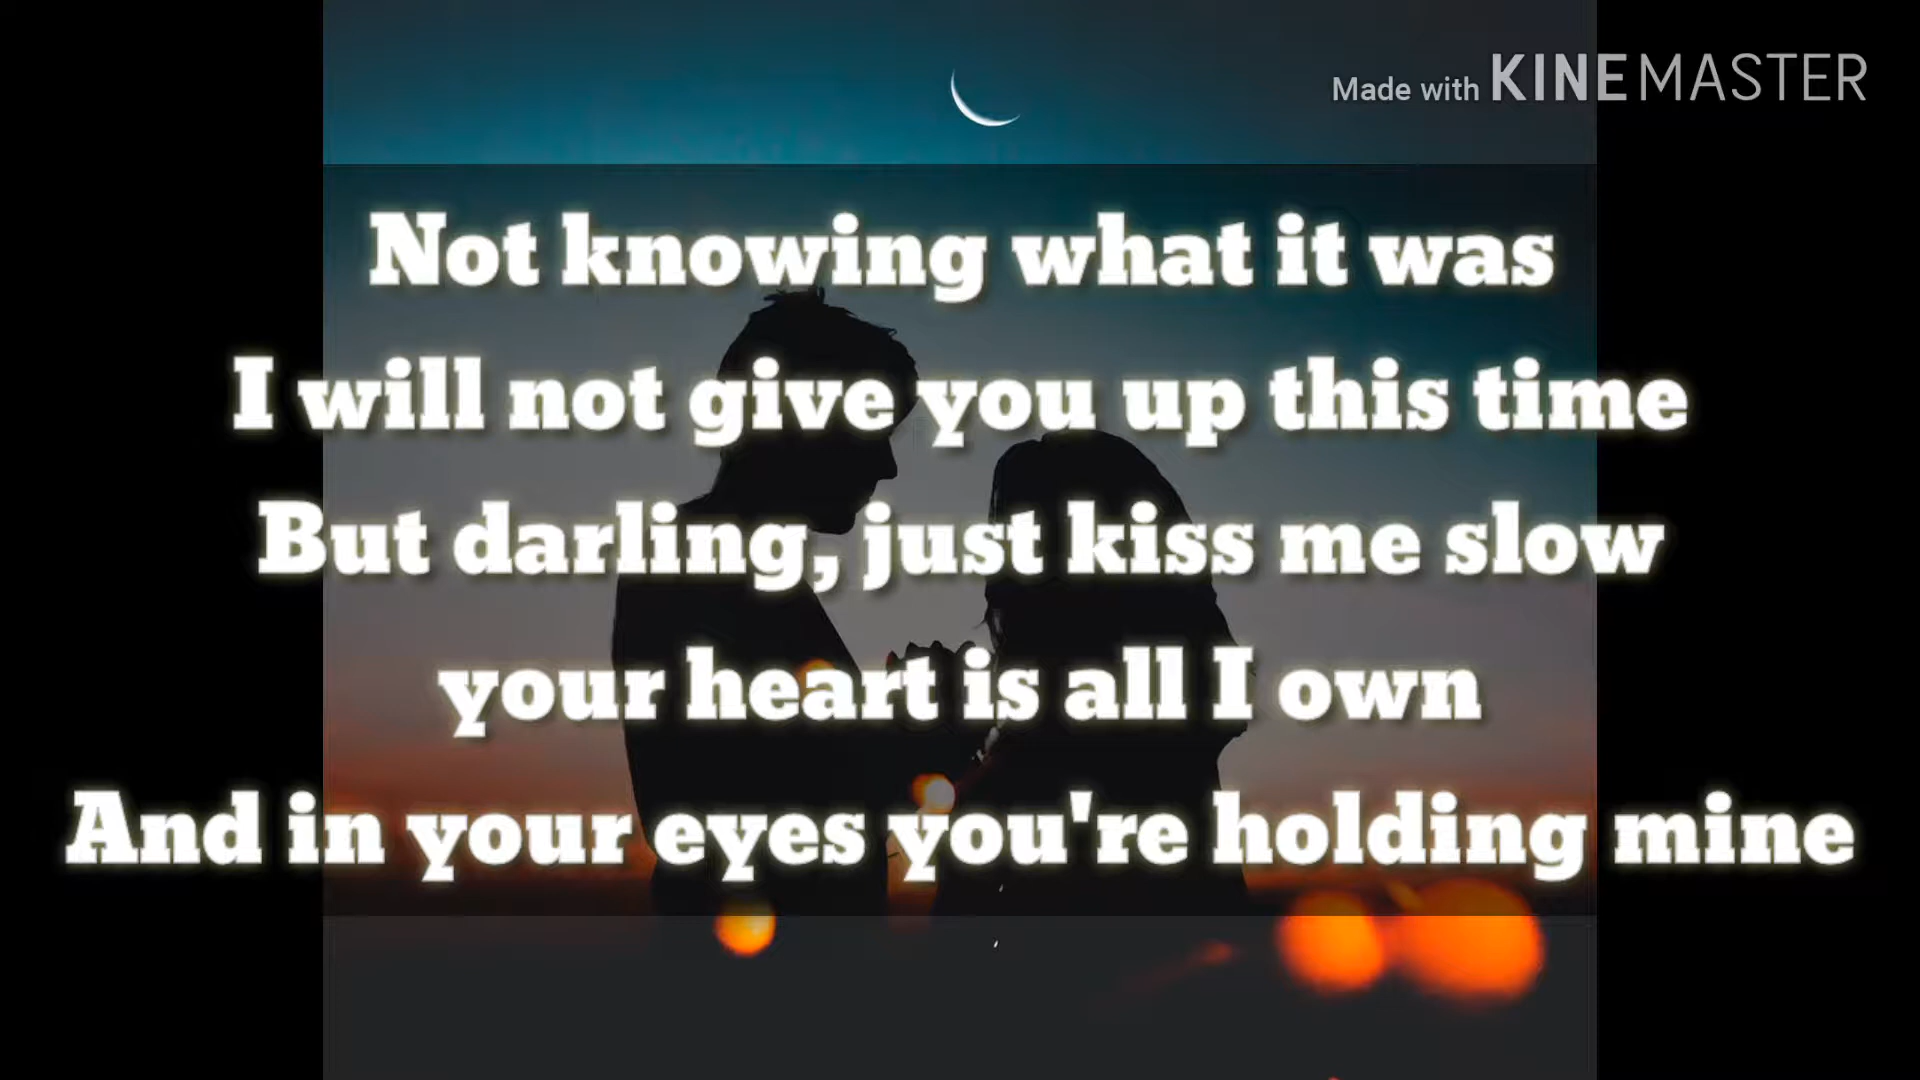 Made with KINEMASTER
Not knowing what it was
I will not give you up this time
But darling, just kiss me slow
your heart is all I own
And in your eyes you're holding mine